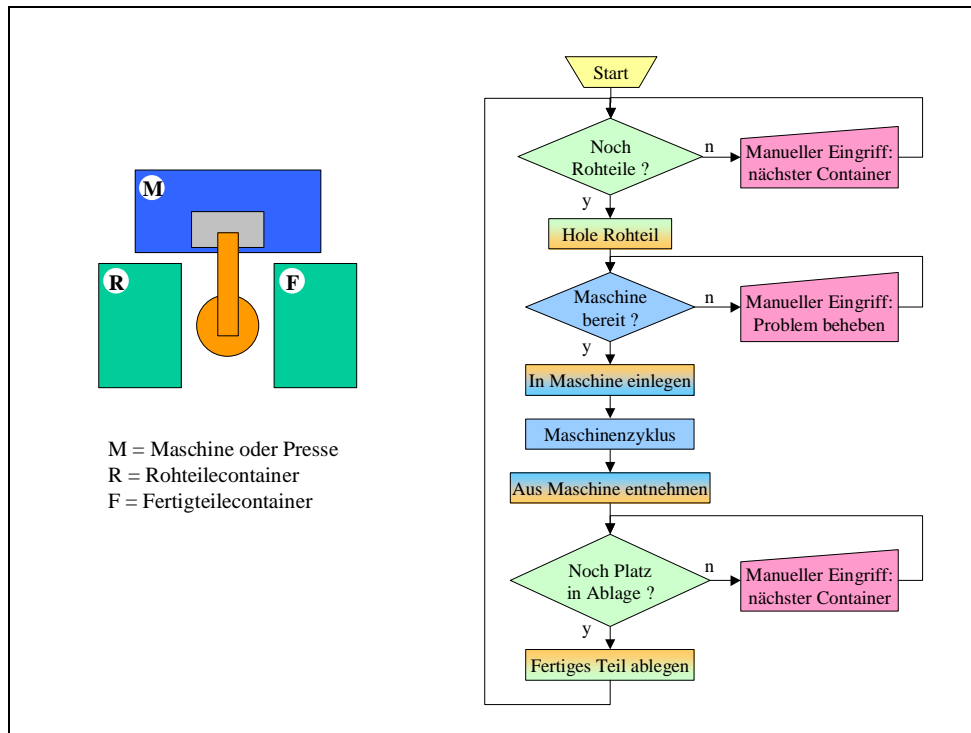 M
R
F
M = Maschine oder Presse
R = Rohteilecontainer
F = Fertigteilecontainer
Start
Noch
Rohteile ?
n
Manueller Eingriff:
nächster Container
y
Hole Rohteil
Maschine
bereit ?
n
Manueller Eingriff:
Problem beheben
y
In Maschine einlegen
Maschinenzyklus
Aus Maschine entnehmen
Noch Platz
in Ablage ?
n
Manueller Eingriff:
nächster Container
y
Fertiges Teil ablegen